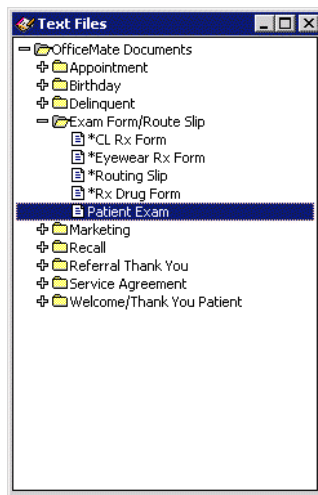 Text Files
OfficeMate Documents
Appointment
Birthday
Delinquent
Exam Form/Route Slip
*CL Rx Form
*Eyewear Rx Form
*Routing Slip
*Rx Drug Form
Patient Exam
Marketing
Recall
Referral Thank You
Service Agreement
Welcome/Thank You Patient